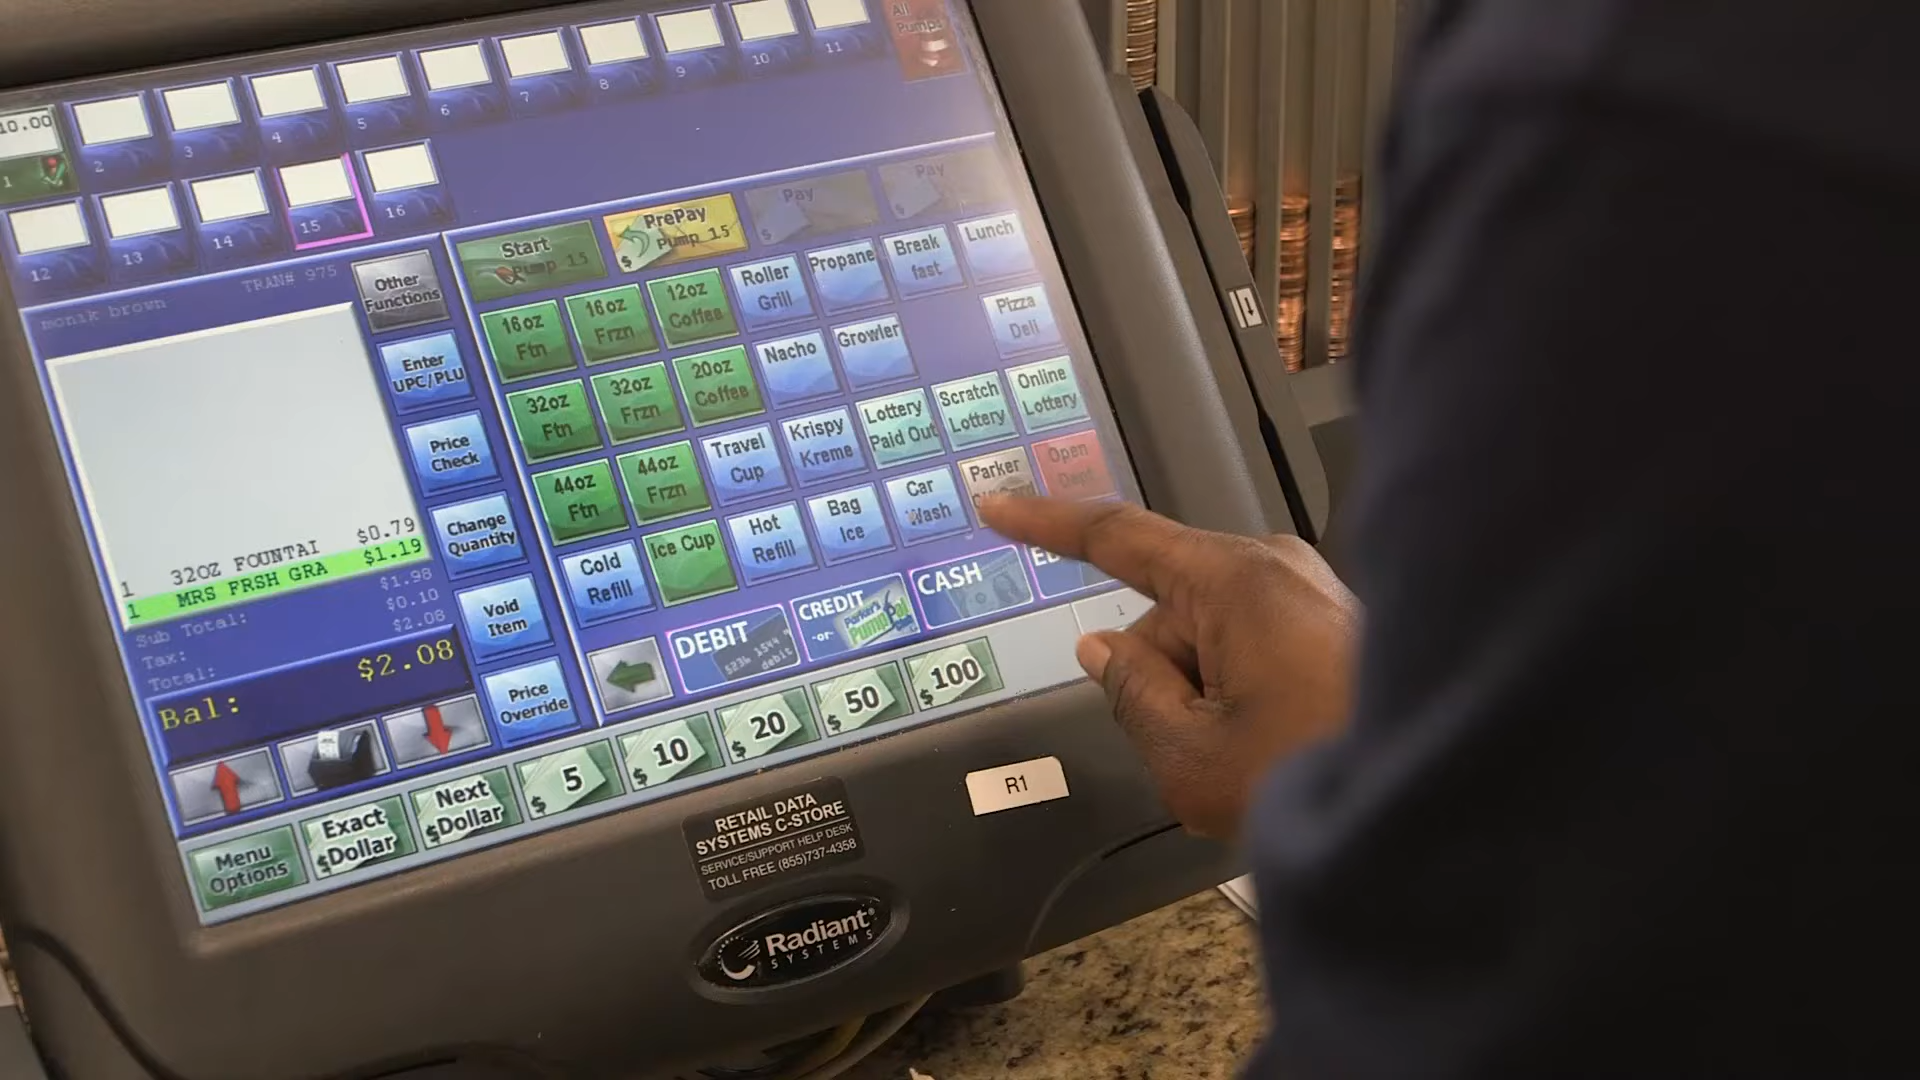 10.00
1
2
3
4
5
6
7
8
9
10
11
All
Pumps
12
13
14
15
16
monik brown
TRAN# 975
1 32OZ FOUNTAI $0.79
1 MRS FRSH GRA $1.19
Sub Total: $1.98
Tax: $0.10
Total: $2.08
Bal: $2.08
Other
Functions
Enter
UPC/PLU
Price
Check
Change
Quantity
Void
Item
Price
Override
Start
Pump 15
PrePay
Pump 15
$
Pay
$
Pay
$
16oz
Ftn
16oz
Frzn
12oz
Coffee
Roller
Grill
Propane
Break
fast
Lunch
32oz
Ftn
32oz
Frzn
20oz
Coffee
Nacho
Growler
Pizza
Deli
44oz
Ftn
44oz
Frzn
Travel
Cup
Krispy
Kreme
Lottery
Paid Out
Scratch
Lottery
Online
Lottery
Cold
Refill
Ice Cup
Hot
Refill
Bag
Ice
Car
Wash
Parker
Open
Dept
DEBIT
5236 1544
debit
CREDIT
-or-
Parker's
PumpPal
CASH
1
Menu
Options
Exact
$Dollar
Next
$Dollar
$5
$10
$20
$50
$100
RETAIL DATA
SYSTEMS C-STORE
SERVICE/SUPPORT HELP DESK
TOLL FREE (855)737-4358
R1
Radiant
SYSTEMS